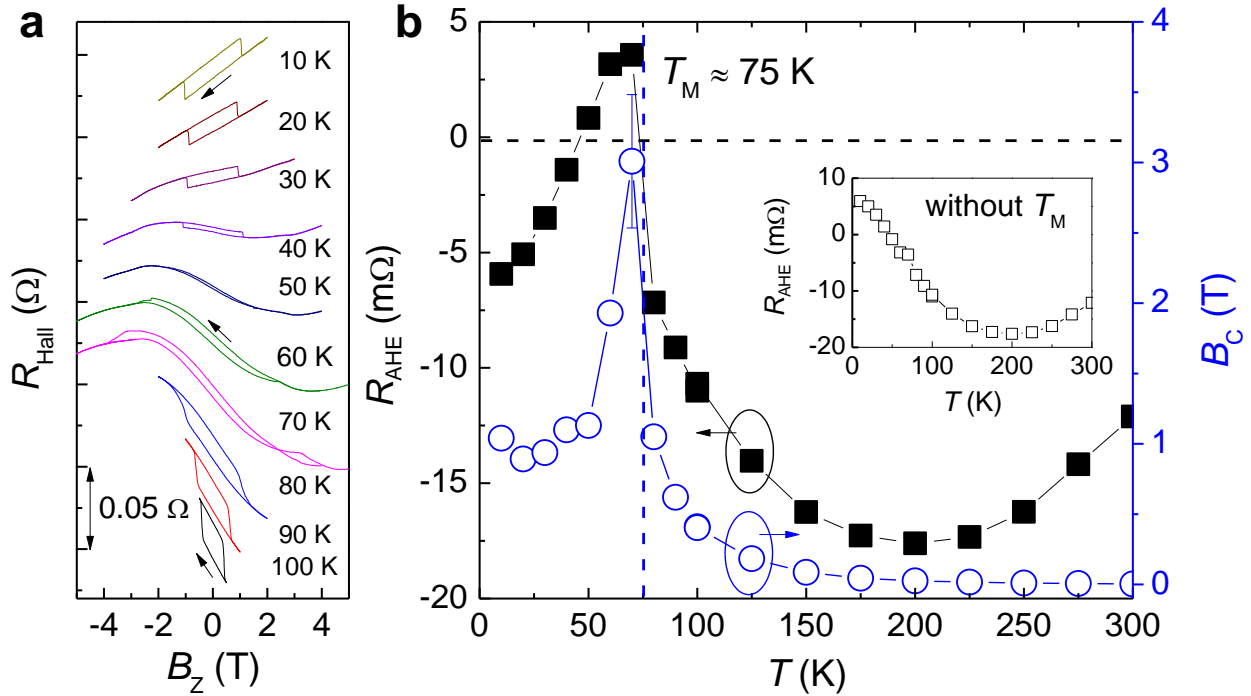 a
10 K
20 K
30 K
40 K
50 K
60 K
70 K
80 K
90 K
100 K
0.05 Ω
R_Hall (Ω)
-4 -2 0 2 4
B_Z (T)
b
T_M ≈ 75 K
5
0
-5
-10
-15
-20
R_AHE (mΩ)
0 50 100 150 200 250 300
T (K)
4
3
2
1
0
B_C (T)
without T_M
10
0
-10
-20
R_AHE (mΩ)
0 100 200 300
T (K)